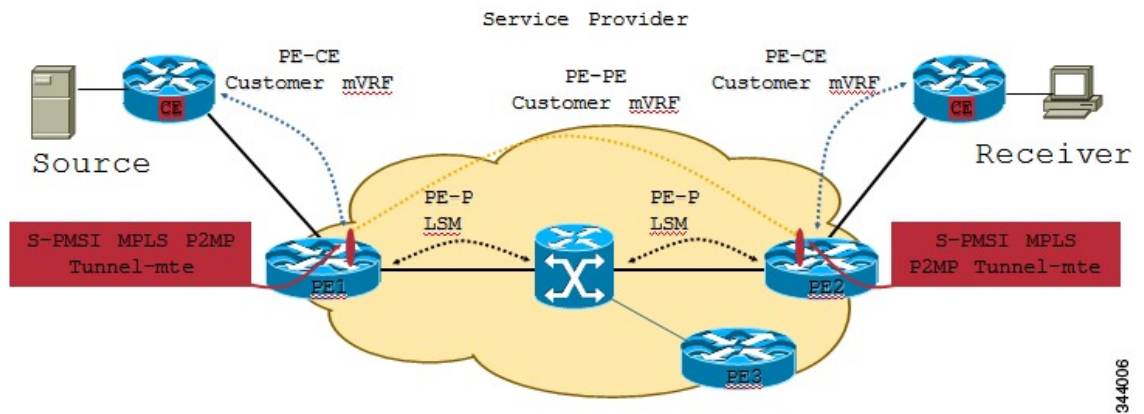 Service Provider
PE-CE
Customer mVRF
PE-PE
Customer mVRF
PE-CE
Customer mVRF
CE
CE
Source
Receiver
PE-P
LSM
PE-P
LSM
S-PMSI MPLS P2MP
Tunnel-mte
S-PMSI MPLS
P2MP Tunnel-mte
PE1
PE2
PE3
344006